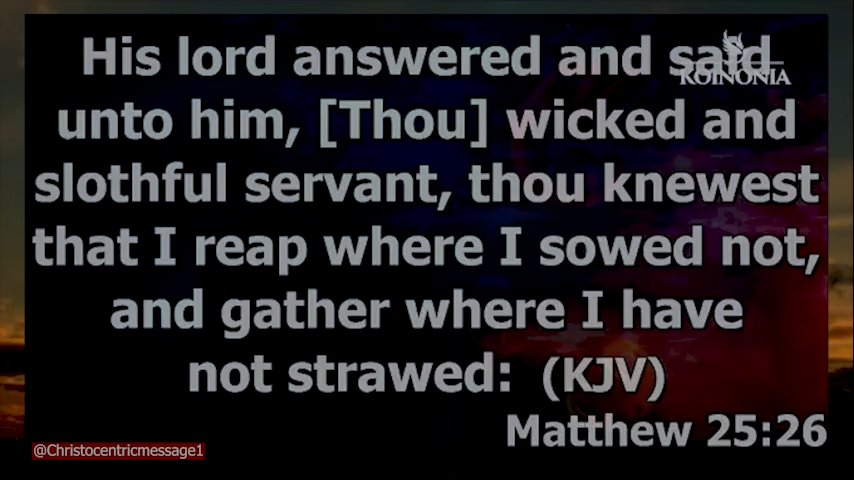 His lord answered and said
KOINONIA
unto him, [Thou] wicked and
slothful servant, thou knewest
that I reap where I sowed not,
and gather where I have
not strawed: (KJV)
Matthew 25:26
@Christocentricmessage1